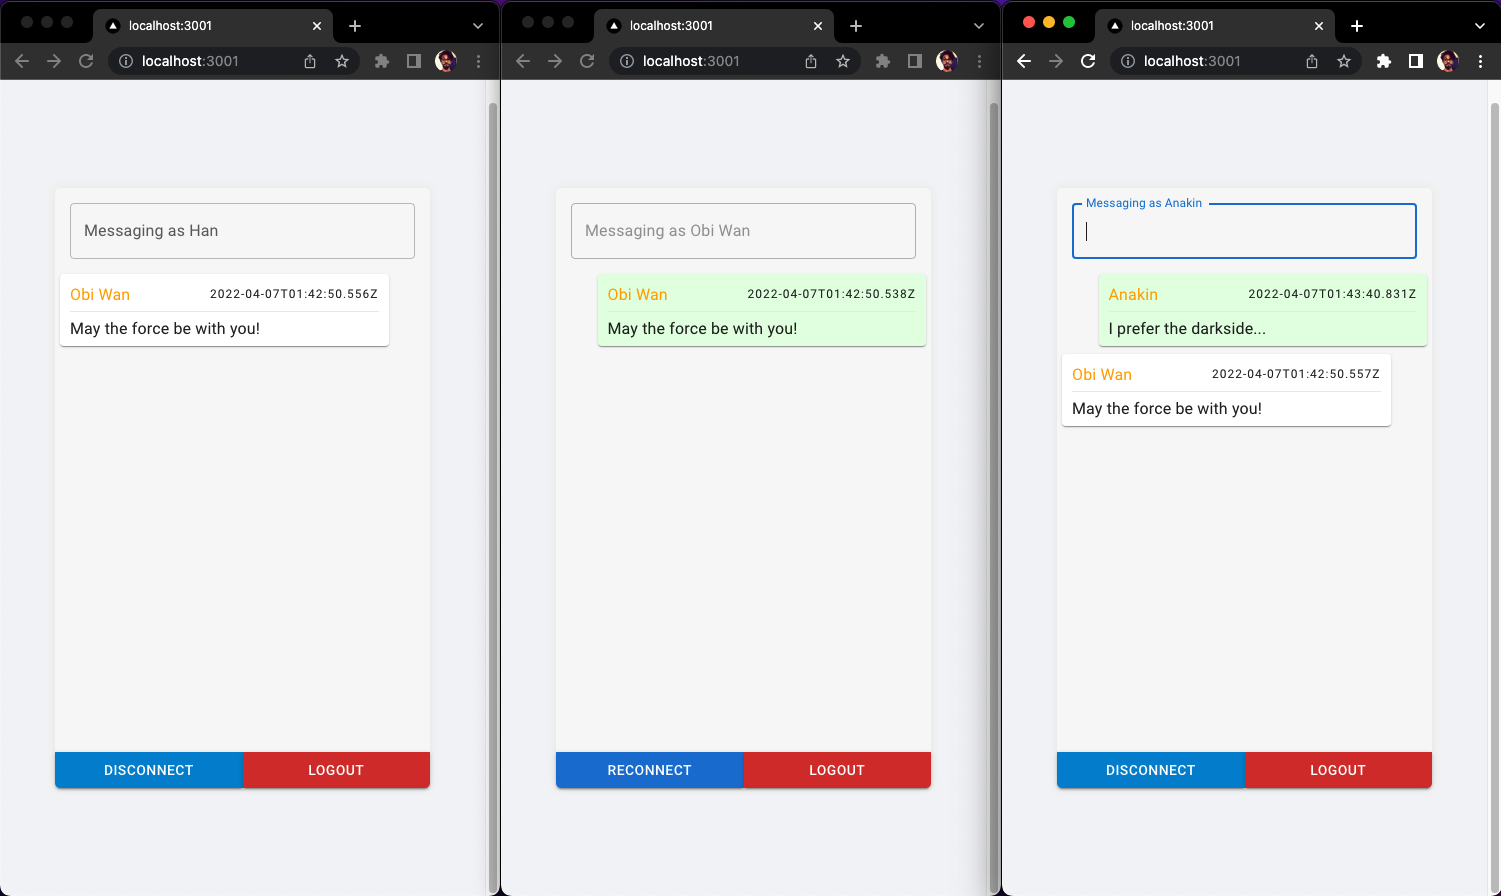 localhost:3001
localhost:3001
Messaging as Han
Obi Wan 2022-04-07T01:42:50.556Z
May the force be with you!
DISCONNECT LOGOUT
localhost:3001
localhost:3001
Messaging as Obi Wan
Obi Wan 2022-04-07T01:42:50.538Z
May the force be with you!
RECONNECT LOGOUT
localhost:3001
localhost:3001
Messaging as Anakin
Anakin 2022-04-07T01:43:40.831Z
I prefer the darkside...
Obi Wan 2022-04-07T01:42:50.557Z
May the force be with you!
DISCONNECT LOGOUT